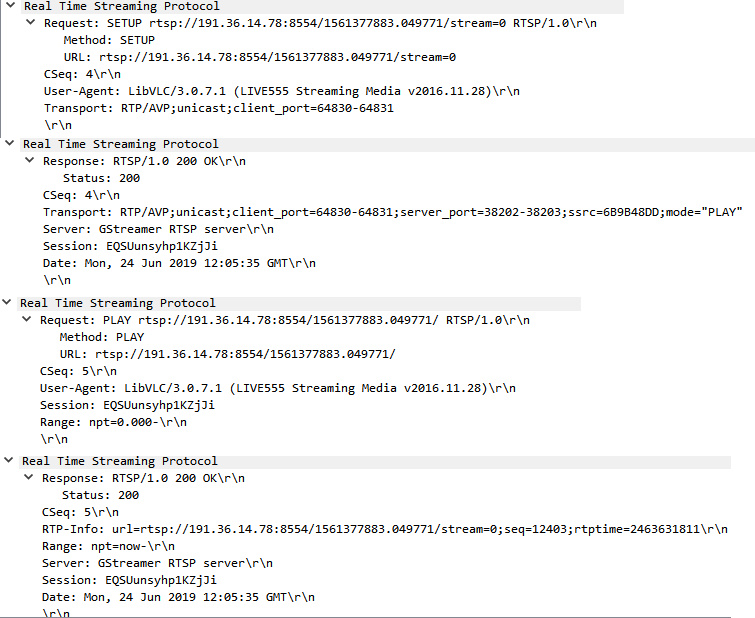 Real Time Streaming Protocol
Request: SETUP rtsp://191.36.14.78:8554/1561377883.049771/stream=0 RTSP/1.0\r\n
Method: SETUP
URL: rtsp://191.36.14.78:8554/1561377883.049771/stream=0
CSeq: 4\r\n
User-Agent: LibVLC/3.0.7.1 (LIVE555 Streaming Media v2016.11.28)\r\n
Transport: RTP/AVP;unicast;client_port=64830-64831
\r\n
Real Time Streaming Protocol
Response: RTSP/1.0 200 OK\r\n
Status: 200
CSeq: 4\r\n
Transport: RTP/AVP;unicast;client_port=64830-64831;server_port=38202-38203;ssrc=6B9B48DD;mode="PLAY"
Server: GStreamer RTSP server\r\n
Session: EQSUunsyhp1KZjJi
Date: Mon, 24 Jun 2019 12:05:35 GMT\r\n
\r\n
Real Time Streaming Protocol
Request: PLAY rtsp://191.36.14.78:8554/1561377883.049771/ RTSP/1.0\r\n
Method: PLAY
URL: rtsp://191.36.14.78:8554/1561377883.049771/
CSeq: 5\r\n
User-Agent: LibVLC/3.0.7.1 (LIVE555 Streaming Media v2016.11.28)\r\n
Session: EQSUunsyhp1KZjJi
Range: npt=0.000-\r\n
\r\n
Real Time Streaming Protocol
Response: RTSP/1.0 200 OK\r\n
Status: 200
CSeq: 5\r\n
RTP-Info: url=rtsp://191.36.14.78:8554/1561377883.049771/stream=0;seq=12403;rtptime=2463631811\r\n
Range: npt=now-\r\n
Server: GStreamer RTSP server\r\n
Session: EQSUunsyhp1KZjJi
Date: Mon, 24 Jun 2019 12:05:35 GMT\r\n
\r\n